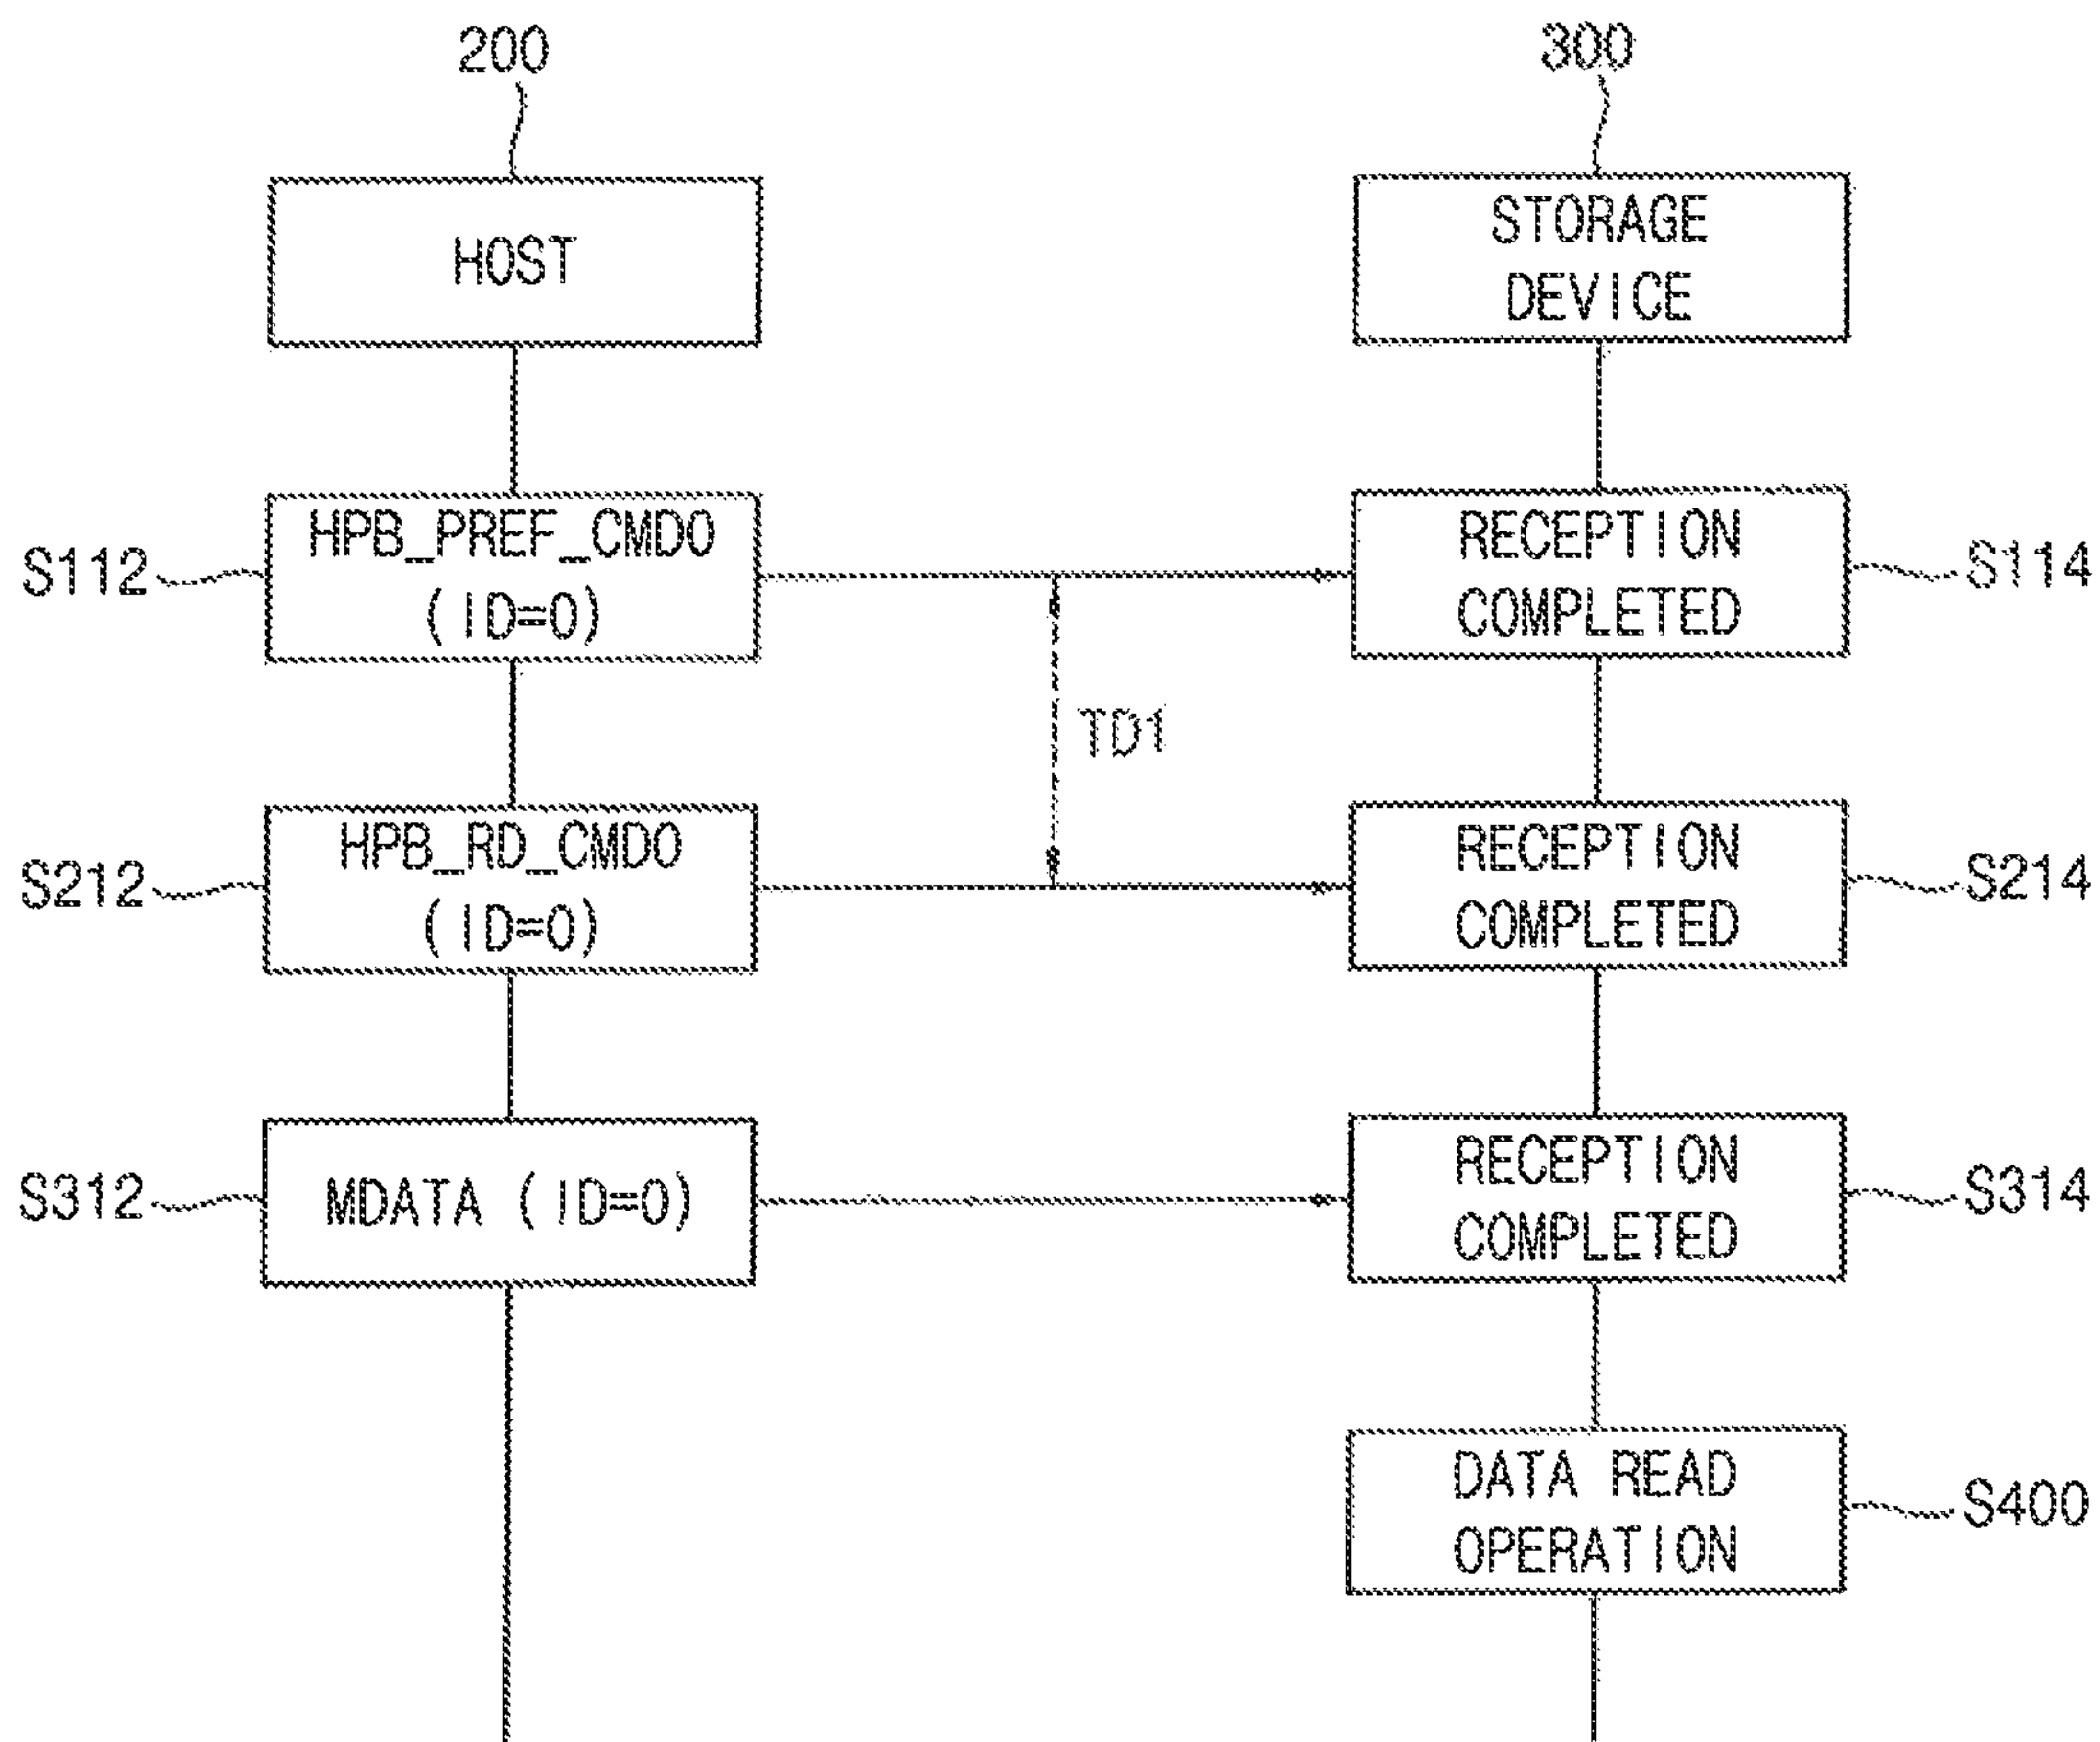 200
300
HOST
STORAGE
DEVICE
S112
HPB_PREF_CMD0
(ID=0)
RECEPTION
COMPLETED
S114
TD1
S212
HPB_RD_CMD0
(ID=0)
RECEPTION
COMPLETED
S214
S312
MDATA (ID=0)
RECEPTION
COMPLETED
S314
DATA READ
OPERATION
S400